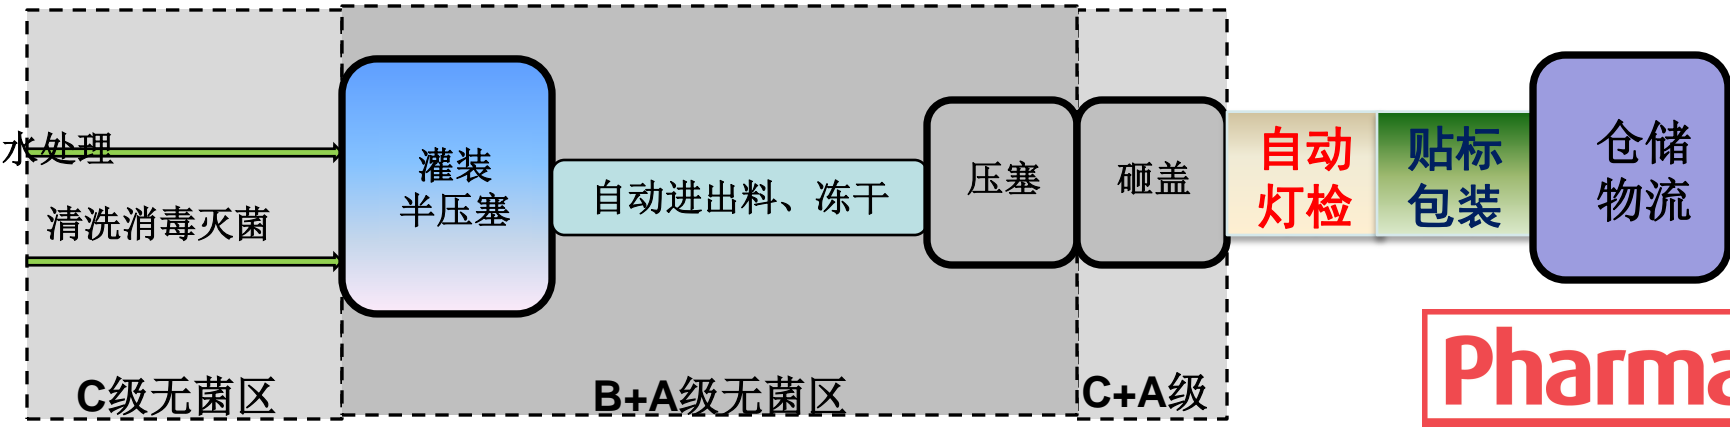 水处理
清洗消毒灭菌
灌装
半压塞
自动进出料、冻干
压塞
砸盖
自动
灯检
贴标
包装
仓储
物流
C级无菌区
B+A级无菌区
C+A级
Pharma